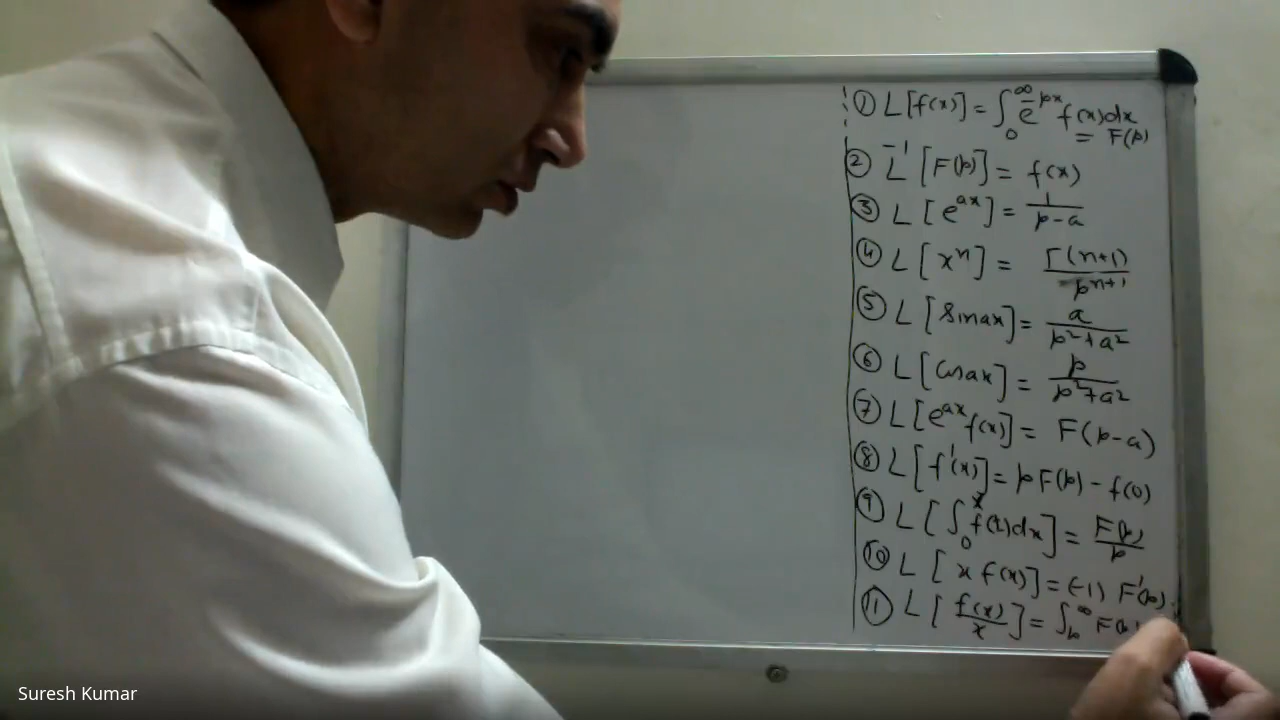 ① L[f(x)] = ∫₀^∞ e^-px f(x)dx
= F(p)
② L⁻¹ [F(p)] = f(x)
③ L [e^ax] = 1/(p-a)
④ L [x^n] = Γ(n+1)/p^n+1
⑤ L [sinax] = a/(p²+a²)
⑥ L [cosax] = p/(p²+a²)
⑦ L [e^ax f(x)] = F(p-a)
⑧ L [f'(x)] = pF(p) - f(0)
⑨ L [∫₀^x f(x)dx] = F(p)/p
⑩ L [x f(x)] = (-1) F'(p)
⑪ L [f(x)/x] = ∫_p^∞ F(
Suresh Kumar